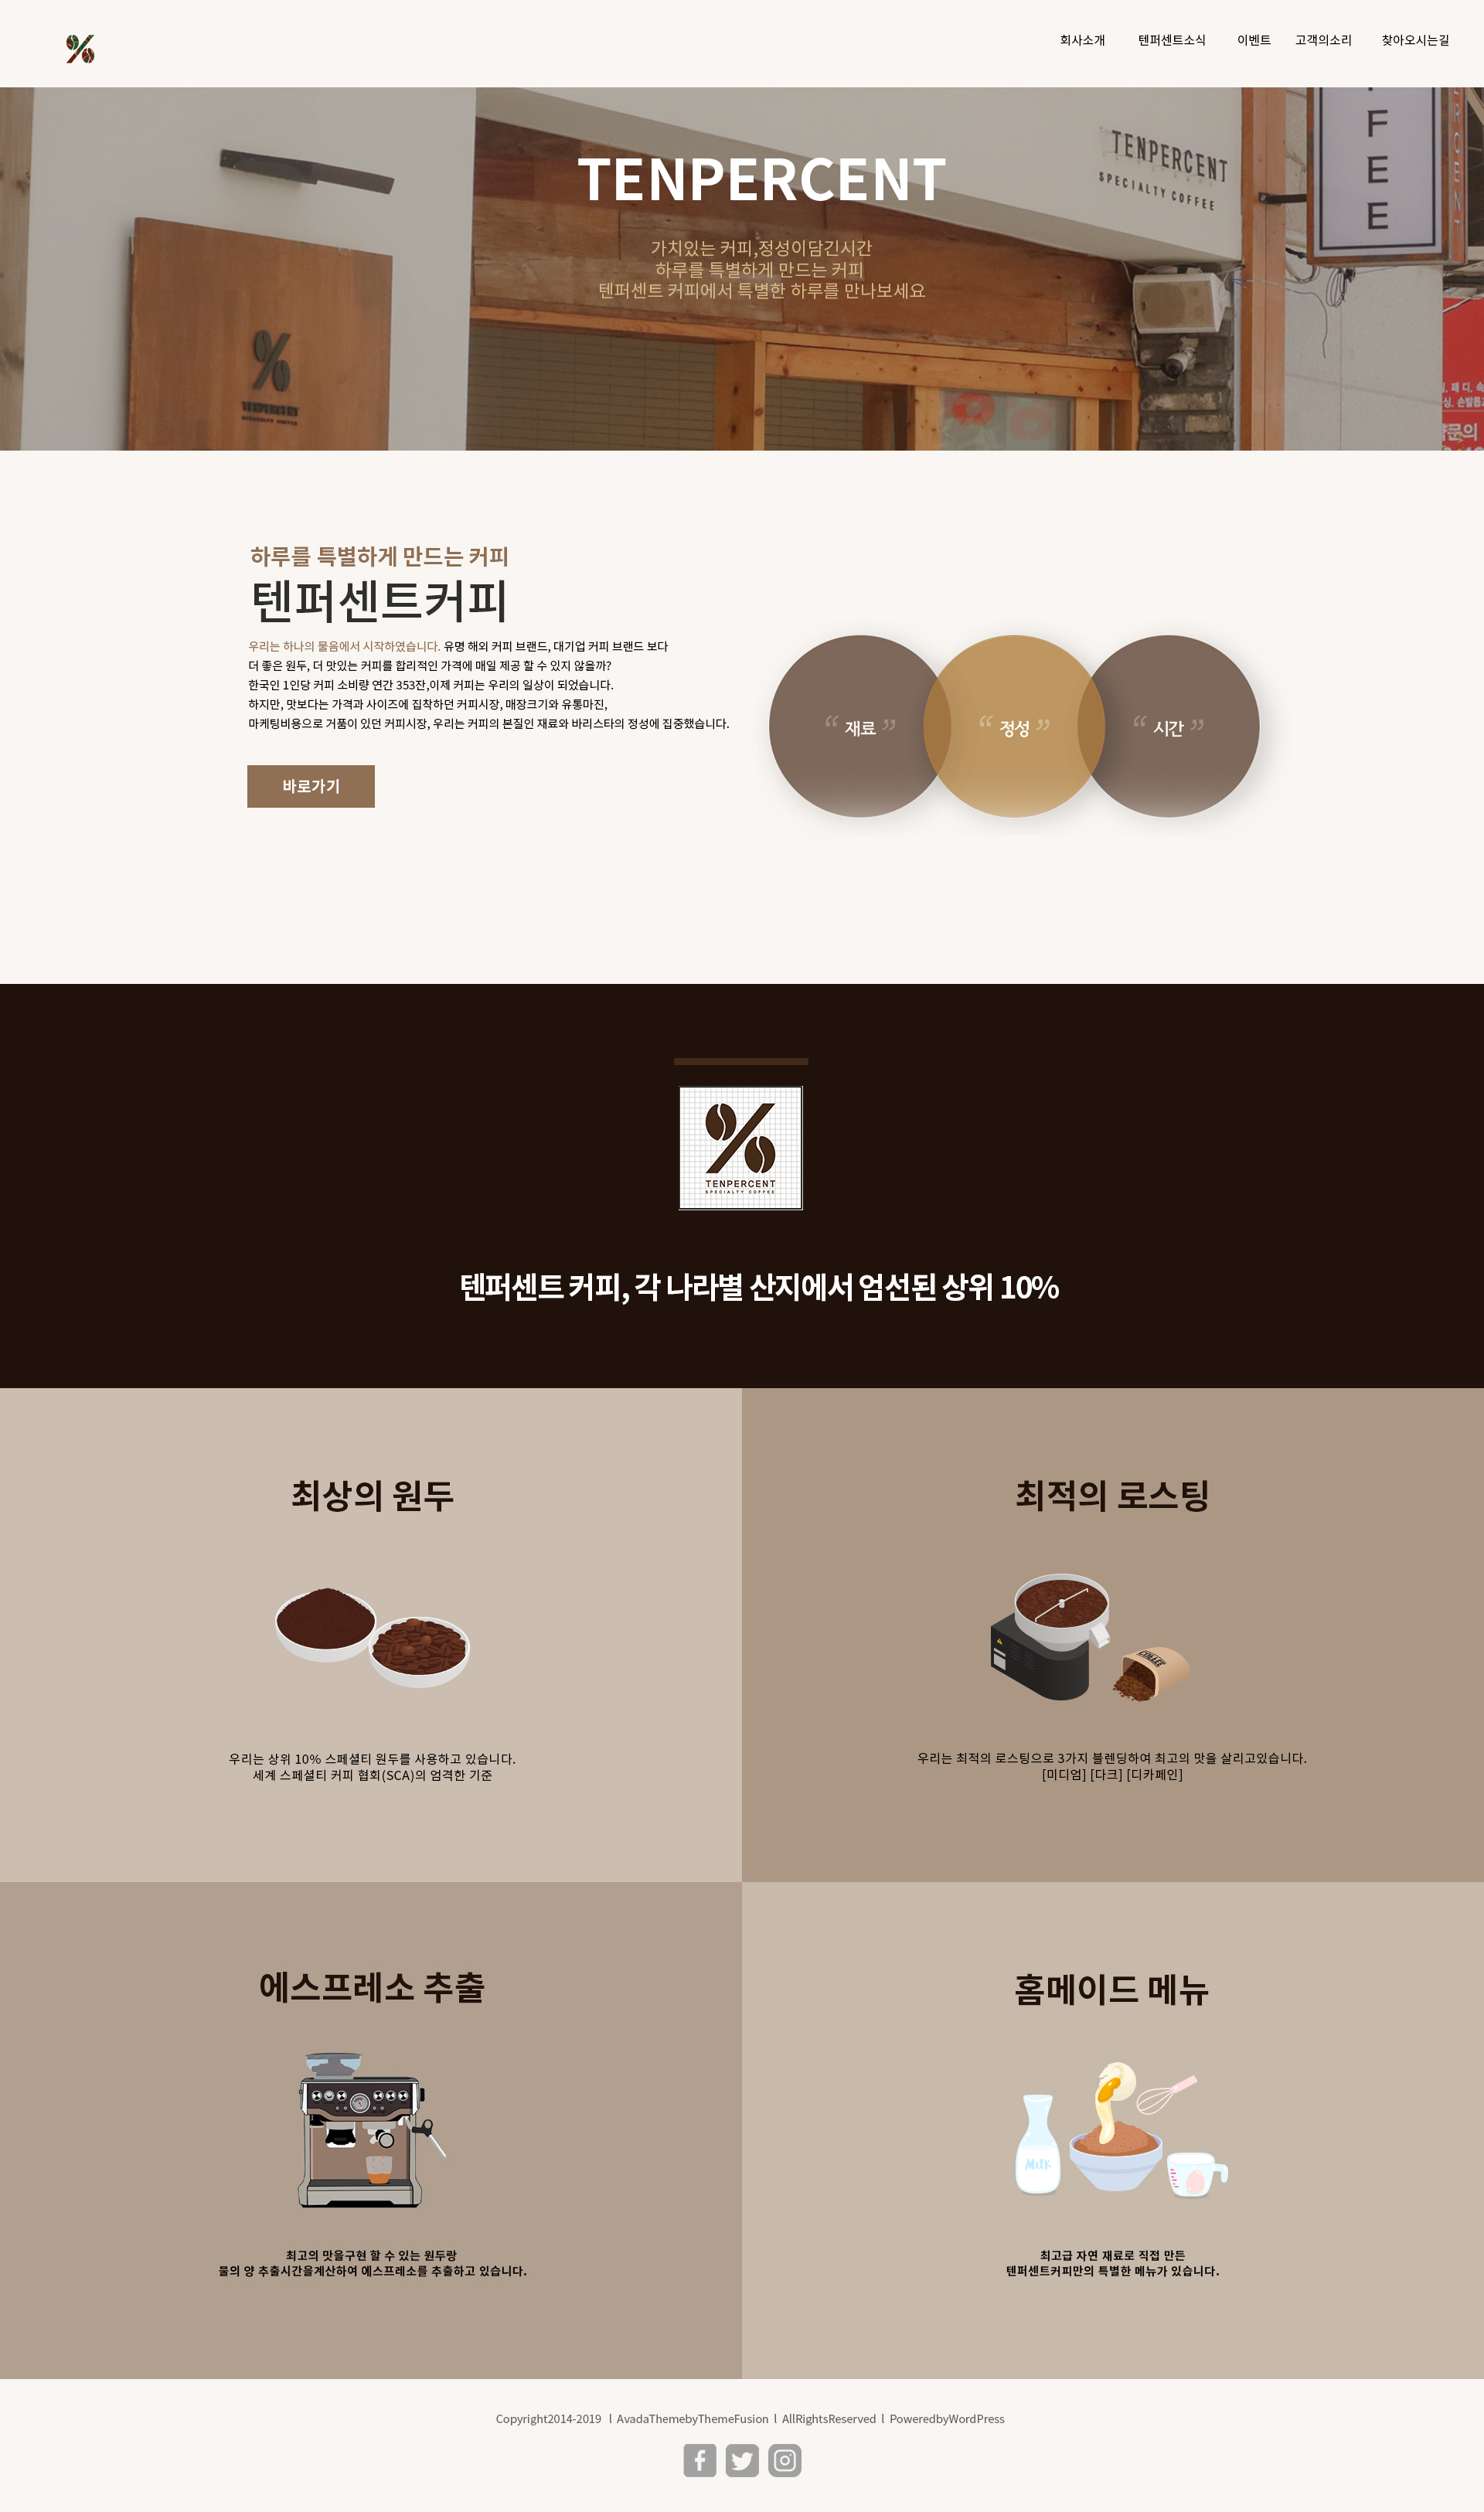 회사소개 텐퍼센트소식 이벤트 고객의소리 찾아오시는길
TENPERCENT
가치있는 커피,정성이담긴시간
하루를 특별하게 만드는 커피
텐퍼센트 커피에서 특별한 하루를 만나보세요
TENPERCENT
SPECIALTY COFFEE
FFEE
TENPERCENT
SPECIALTY COFFEE
하루를 특별하게 만드는 커피
텐퍼센트커피
우리는 하나의 물음에서 시작하였습니다. 유명 해외 커피 브랜드, 대기업 커피 브랜드 보다
더 좋은 원두, 더 맛있는 커피를 합리적인 가격에 매일 제공 할 수 있지 않을까?
한국인 1인당 커피 소비량 연간 353잔,이제 커피는 우리의 일상이 되었습니다.
하지만, 맛보다는 가격과 사이즈에 집착하던 커피시장, 매장크기와 유통마진,
마케팅비용으로 거품이 있던 커피시장, 우리는 커피의 본질인 재료와 바리스타의 정성에 집중했습니다.
바로가기
“ 재료 ” “ 정성 ” “ 시간 ”
TENPERCENT
SPECIALTY COFFEE
텐퍼센트 커피, 각 나라별 산지에서 엄선된 상위 10%
최상의 원두
우리는 상위 10% 스페셜티 원두를 사용하고 있습니다.
세계 스페셜티 커피 협회(SCA)의 엄격한 기준
최적의 로스팅
COFFEE
우리는 최적의 로스팅으로 3가지 블렌딩하여 최고의 맛을 살리고있습니다.
[미디엄] [다크] [디카페인]
에스프레소 추출
최고의 맛을구현 할 수 있는 원두랑
물의 양 추출시간을계산하여 에스프레소를 추출하고 있습니다.
홈메이드 메뉴
MILK
최고급 자연 재료로 직접 만든
텐퍼센트커피만의 특별한 메뉴가 있습니다.
Copyright2014-2019 l AvadaThemebyThemeFusion l AllRightsReserved l PoweredbyWordPress